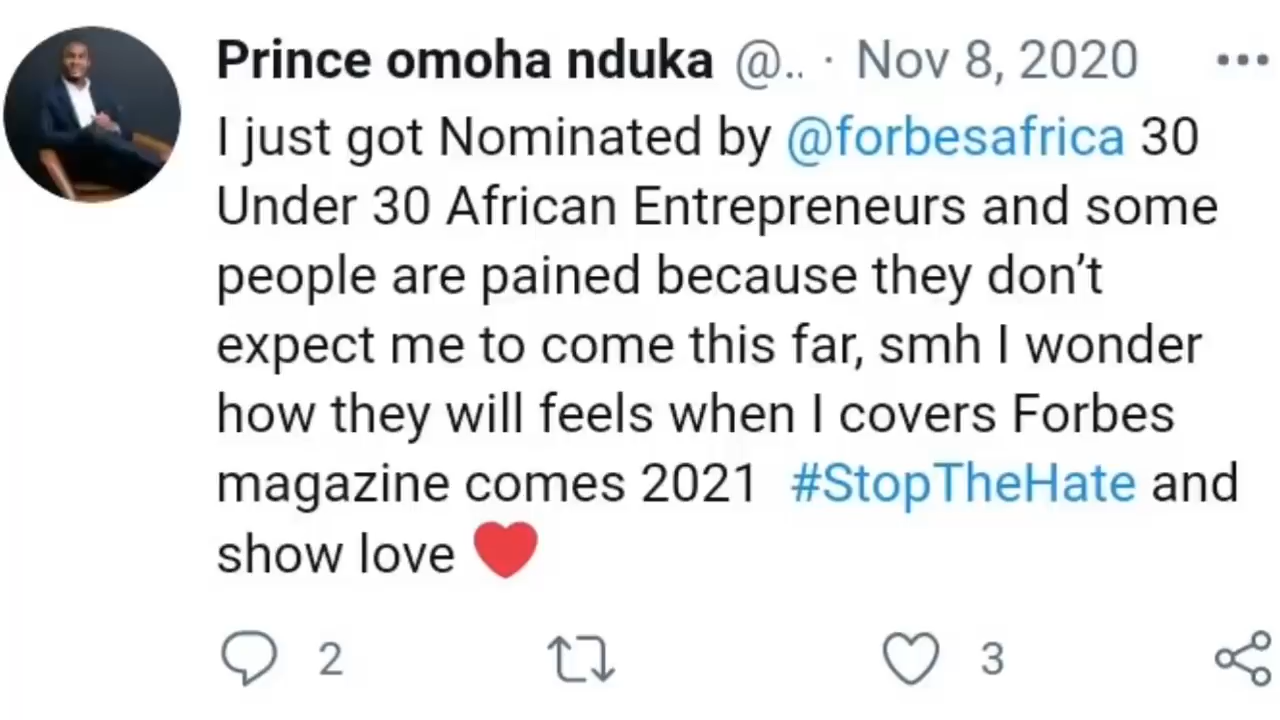 Prince omoha nduka @.. · Nov 8, 2020
I just got Nominated by @forbesafrica 30
Under 30 African Entrepreneurs and some
people are pained because they don’t
expect me to come this far, smh I wonder
how they will feels when I covers Forbes
magazine comes 2021 #StopTheHate and
show love ❤️
2 3